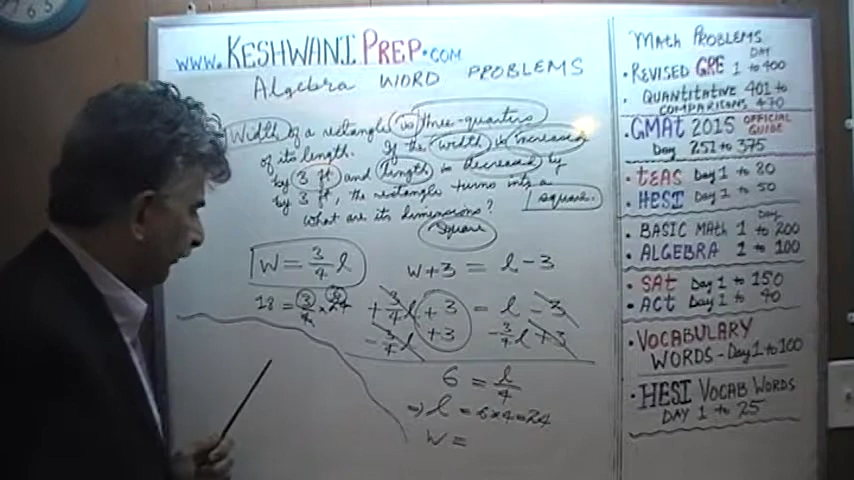 www.KESHWANI PREP.COM
Algebra WORD PROBLEMS
Width of a rectangle is three-quarters
of its length. If the width is increased
by 3 ft and length is decreased by
by 3 ft, the rectangle turns into a
square.
what are its dimensions?
Square
W = 3/4 l
18 = 3/4 x 24
W+3 = l-3
+3/4 l +3 = l -3
-3/4 l +3 -3/4 l +3
6 = l/4
⇒ l = 6x4=24
W =
Math PROBLEMS
DAY
• REVISED GRE 1 to 400
• QUANTITATIVE 401 to
COMPARISONS 470
• GMAT 2015 OFFICIAL GUIDE
Day 251 to 375
• TEAS Day 1 to 80
• HESI Day 1 to 50
Day
• BASIC MATH 1 to 200
• ALGEBRA 1 to 100
• SAT Day 1 to 150
• ACT Day 1 to 40
• VOCABULARY
WORDS - Day 1 to 100
• HESI VOCAB WORDS
DAY 1 to 25